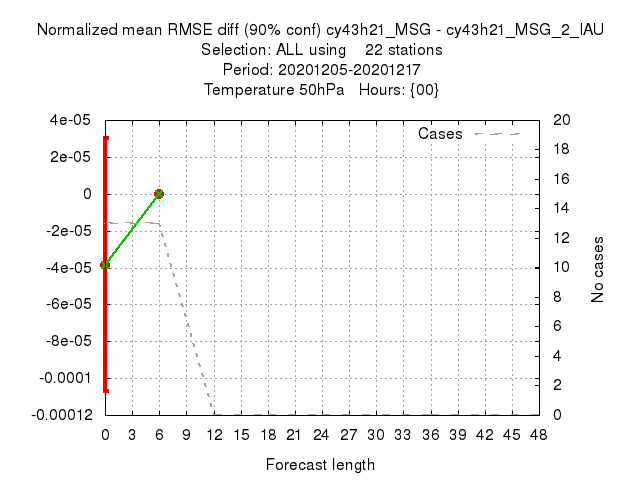 Normalized mean RMSE diff (90% conf) cy43h21_MSG - cy43h21_MSG_2_IAU
Selection: ALL using    22 stations
Period: 20201205-20201217
Temperature 50hPa   Hours: {00}
4e-05
2e-05
0
-2e-05
-4e-05
-6e-05
-8e-05
-0.0001
-0.00012
Cases
20
18
16
14
12
10
8
6
4
2
0
No cases
0 3 6 9 12 15 18 21 24 27 30 33 36 39 42 45 48
Forecast length